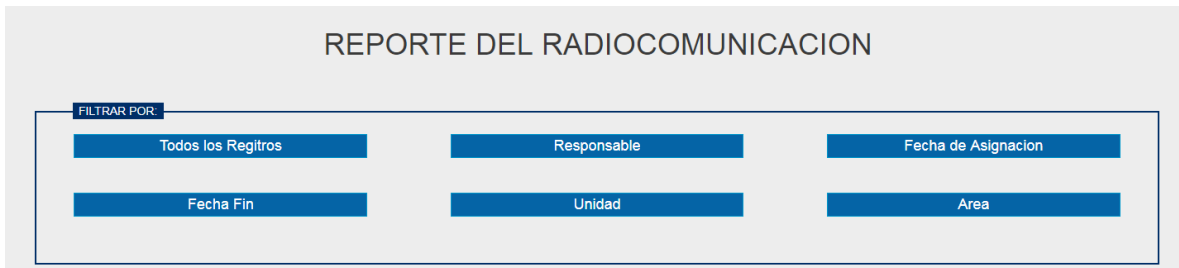 REPORTE DEL RADIOCOMUNICACION
FILTRAR POR:
Todos los Regitros
Responsable
Fecha de Asignacion
Fecha Fin
Unidad
Area